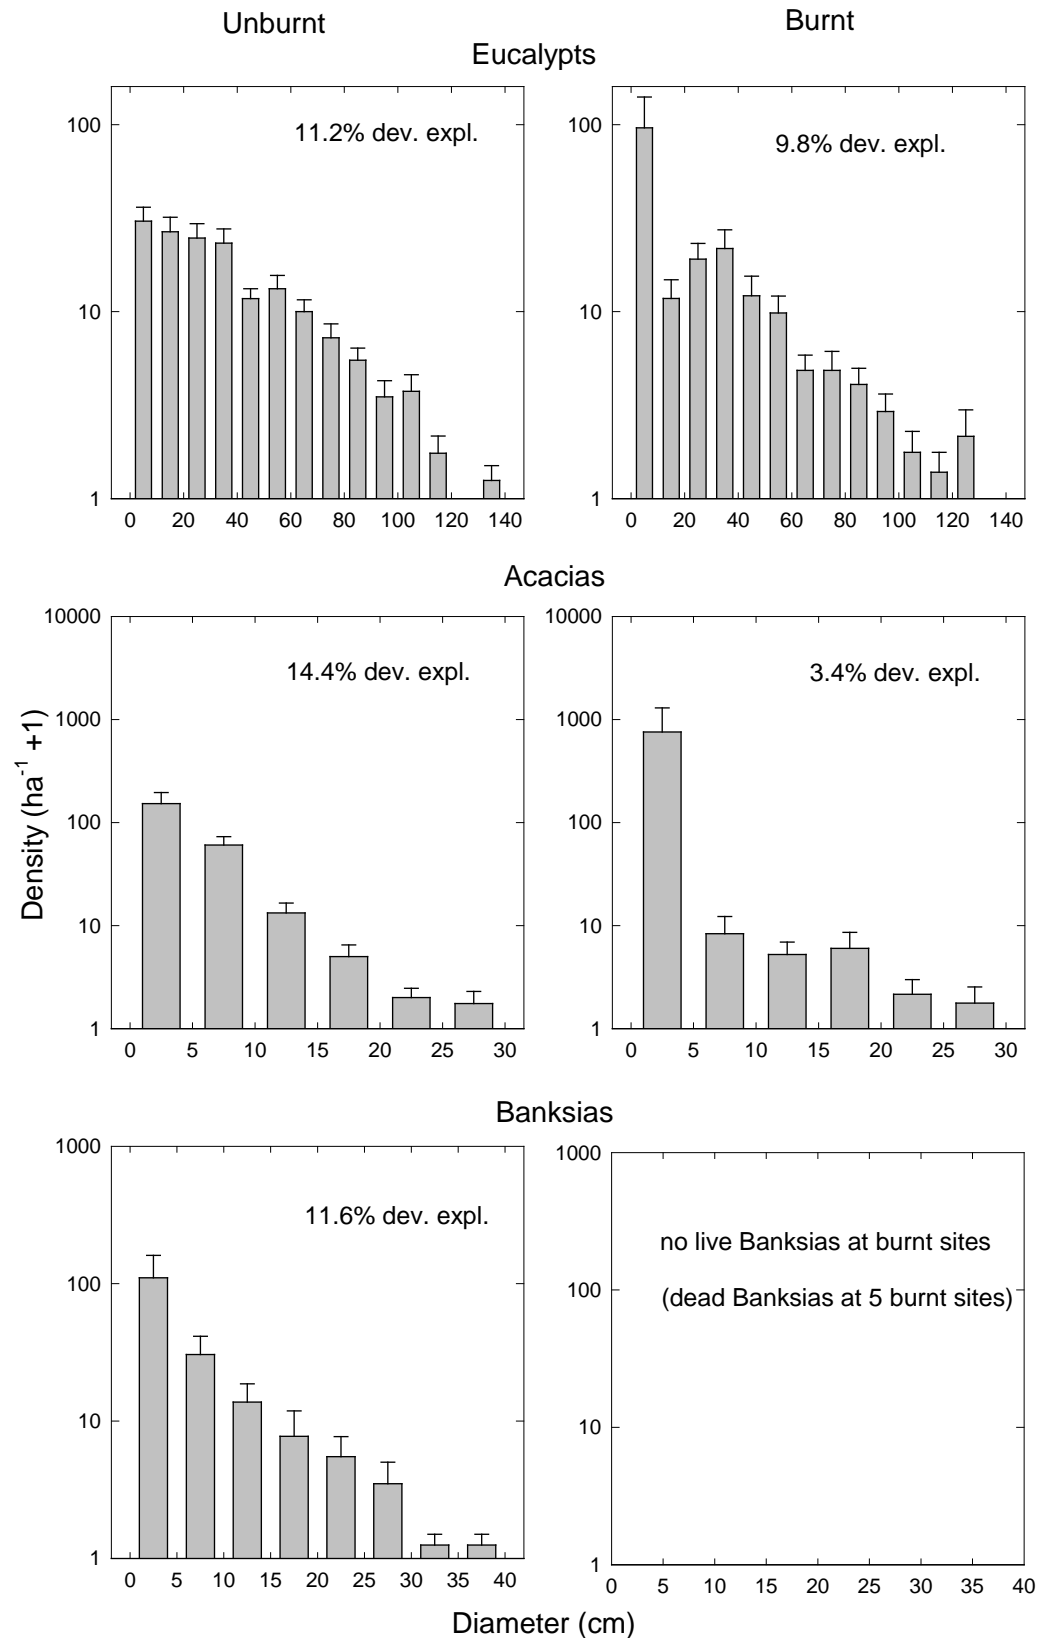 Unburnt
Burnt
Eucalypts
11.2% dev. expl.
9.8% dev. expl.
100
10
1
0 20 40 60 80 100 120 140
100
10
1
0 20 40 60 80 100 120 140
Acacias
14.4% dev. expl.
3.4% dev. expl.
10000
1000
100
10
1
0 5 10 15 20 25 30
10000
1000
100
10
1
0 5 10 15 20 25 30
Density (ha⁻¹ +1)
Banksias
11.6% dev. expl.
1000
100
10
1
0 5 10 15 20 25 30 35 40
no live Banksias at burnt sites
(dead Banksias at 5 burnt sites)
1000
100
10
1
0 5 10 15 20 25 30 35 40
Diameter (cm)